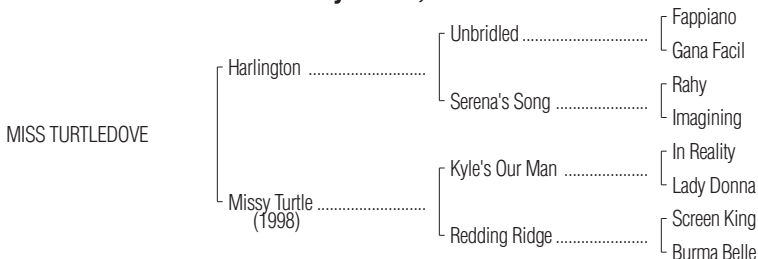 Fappiano
Unbridled ............................
Gana Facil
Harlington ..........................
Rahy
Serena's Song .....................
Imagining
MISS TURTLEDOVE
In Reality
Kyle's Our Man ...................
Lady Donna
Missy Turtle ........................
(1998)
Screen King
Redding Ridge .....................
Burma Belle